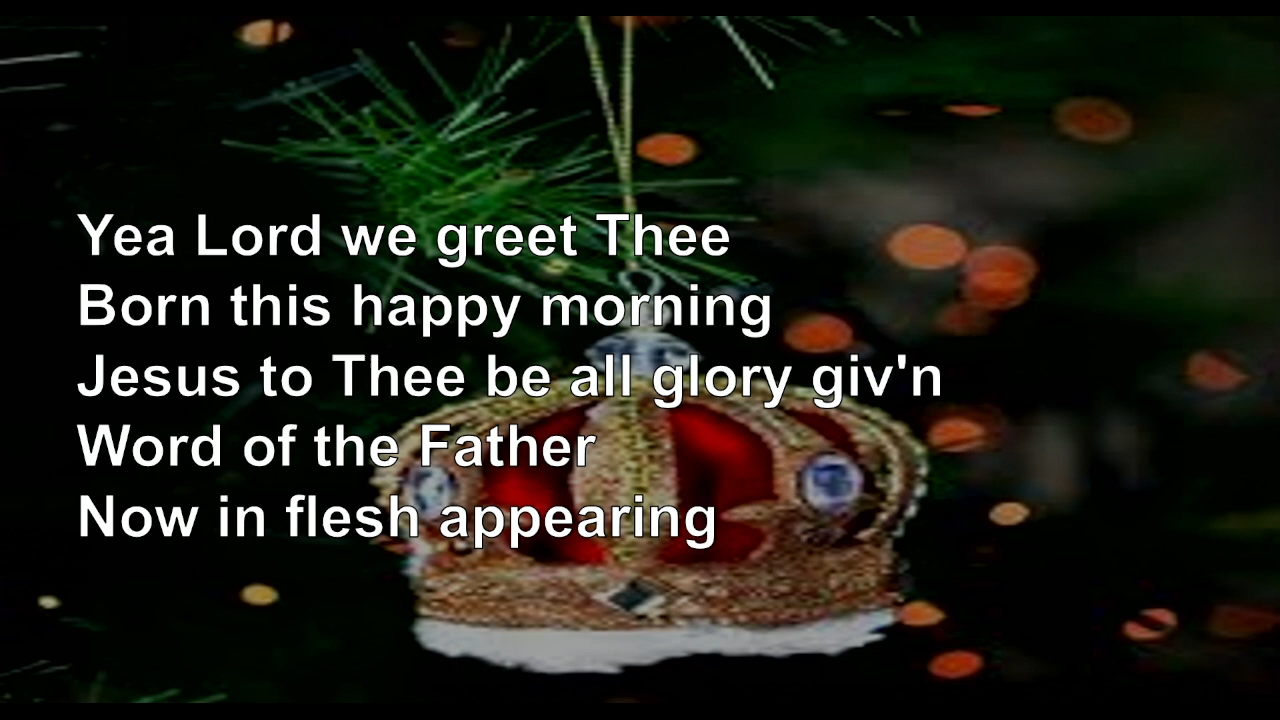 Yea Lord we greet Thee
Born this happy morning
Jesus to Thee be all glory giv'n
Word of the Father
Now in flesh appearing